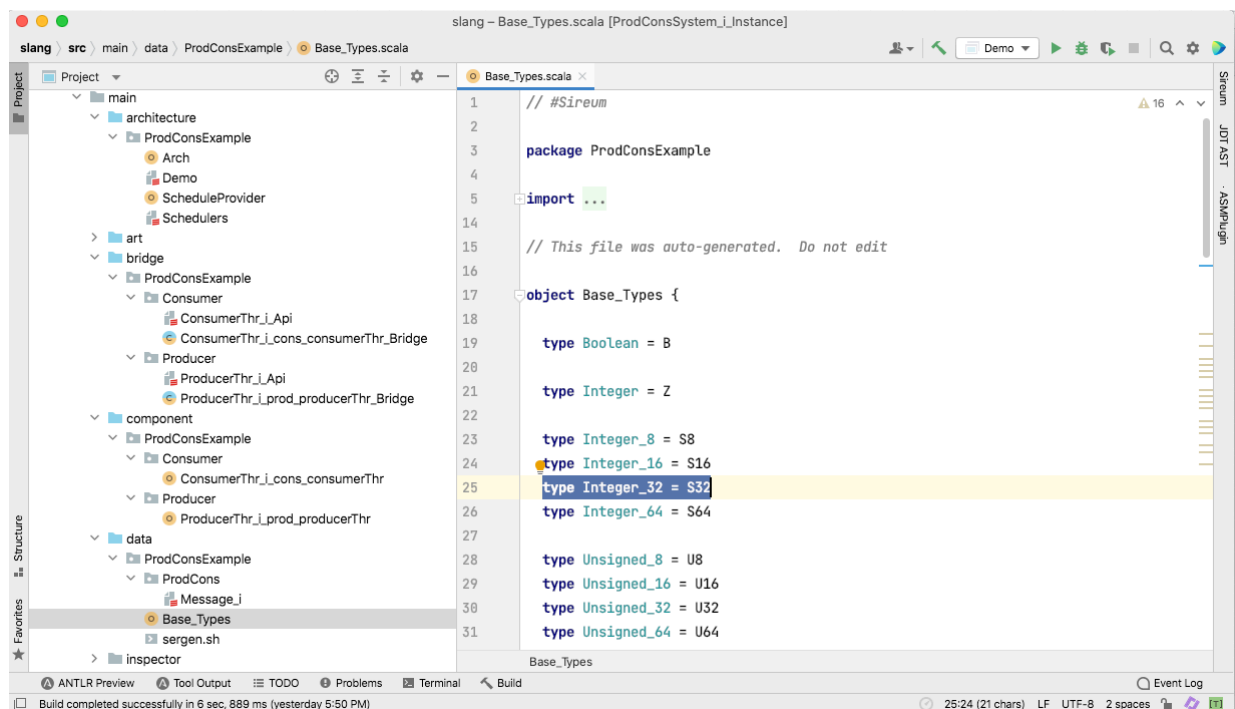 slang – Base_Types.scala [ProdConsSystem_i_Instance]
slang src main data ProdConsExample Base_Types.scala
Demo
Project
Base_Types.scala
Project
Structure
Favorites
main
architecture
ProdConsExample
Arch
Demo
ScheduleProvider
Schedulers
art
bridge
ProdConsExample
Consumer
ConsumerThr_i_Api
ConsumerThr_i_cons_consumerThr_Bridge
Producer
ProducerThr_i_Api
ProducerThr_i_prod_producerThr_Bridge
component
ProdConsExample
Consumer
ConsumerThr_i_cons_consumerThr
Producer
ProducerThr_i_prod_producerThr
data
ProdConsExample
ProdCons
Message_i
Base_Types
sergen.sh
inspector
1 // #Sireum
2
3 package ProdConsExample
4
5 import ...
14
15 // This file was auto-generated.  Do not edit
16
17 object Base_Types {
18
19 type Boolean = B
20
21 type Integer = Z
22
23 type Integer_8 = S8
24 type Integer_16 = S16
25 type Integer_32 = S32
26 type Integer_64 = S64
27
28 type Unsigned_8 = U8
29 type Unsigned_16 = U16
30 type Unsigned_32 = U32
31 type Unsigned_64 = U64
16
Base_Types
Sireum
JDT AST
ASMPlugin
ANTLR Preview Tool Output TODO Problems Terminal Build Event Log
Build completed successfully in 6 sec, 889 ms (yesterday 5:50 PM) 25:24 (21 chars) LF UTF-8 2 spaces [T]